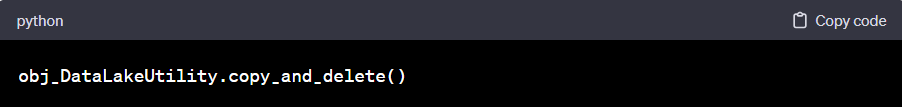 python
Copy code
obj_DataLakeUtility.copy_and_delete()